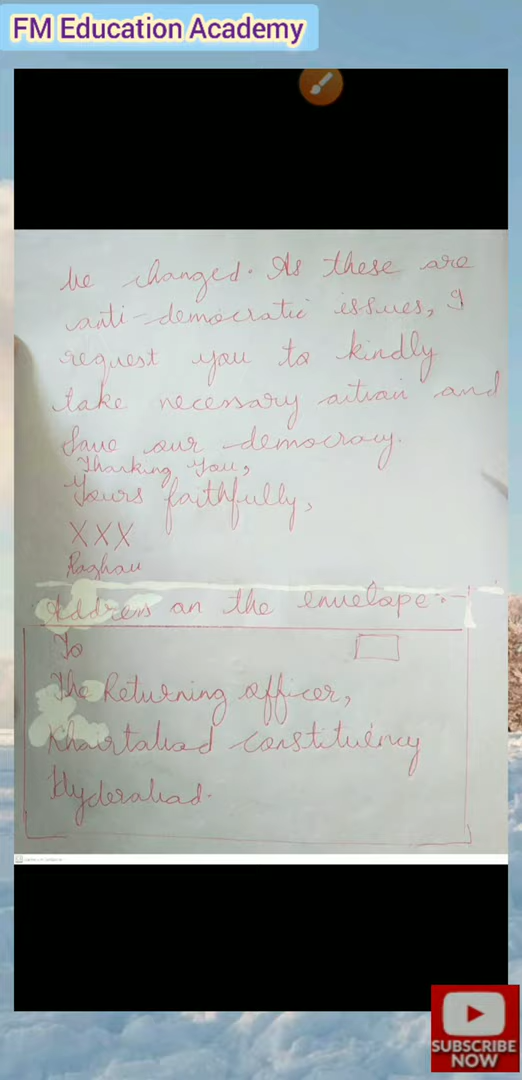 FM Education Academy
be changed. As these are
anti-democratic issues, I
request you to kindly
take necessary action and
save our democracy.
Thanking You,
Yours faithfully,
XXX
Raghav
Address on the envelope:-
To
The Returning officer,
Khairtabad constituency
Hyderabad.
SUBSCRIBE
NOW